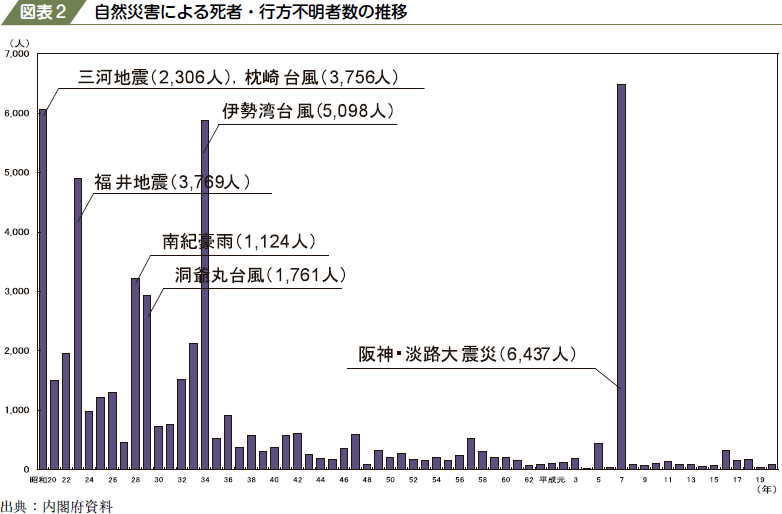 図表2 自然災害による死者・行方不明者数の推移
（人）
7,000
6,000
5,000
4,000
3,000
2,000
1,000
0
三河地震（2,306人），枕崎台風（3,756人）
伊勢湾台風（5,098人）
福井地震（3,769人）
南紀豪雨（1,124人）
洞爺丸台風（1,761人）
阪神・淡路大震災（6,437人）
昭和20 22 24 26 28 30 32 34 36 38 40 42 44 46 48 50 52 54 56 58 60 62 平成元 3 5 7 9 11 13 15 17 19
（年）
出典：内閣府資料